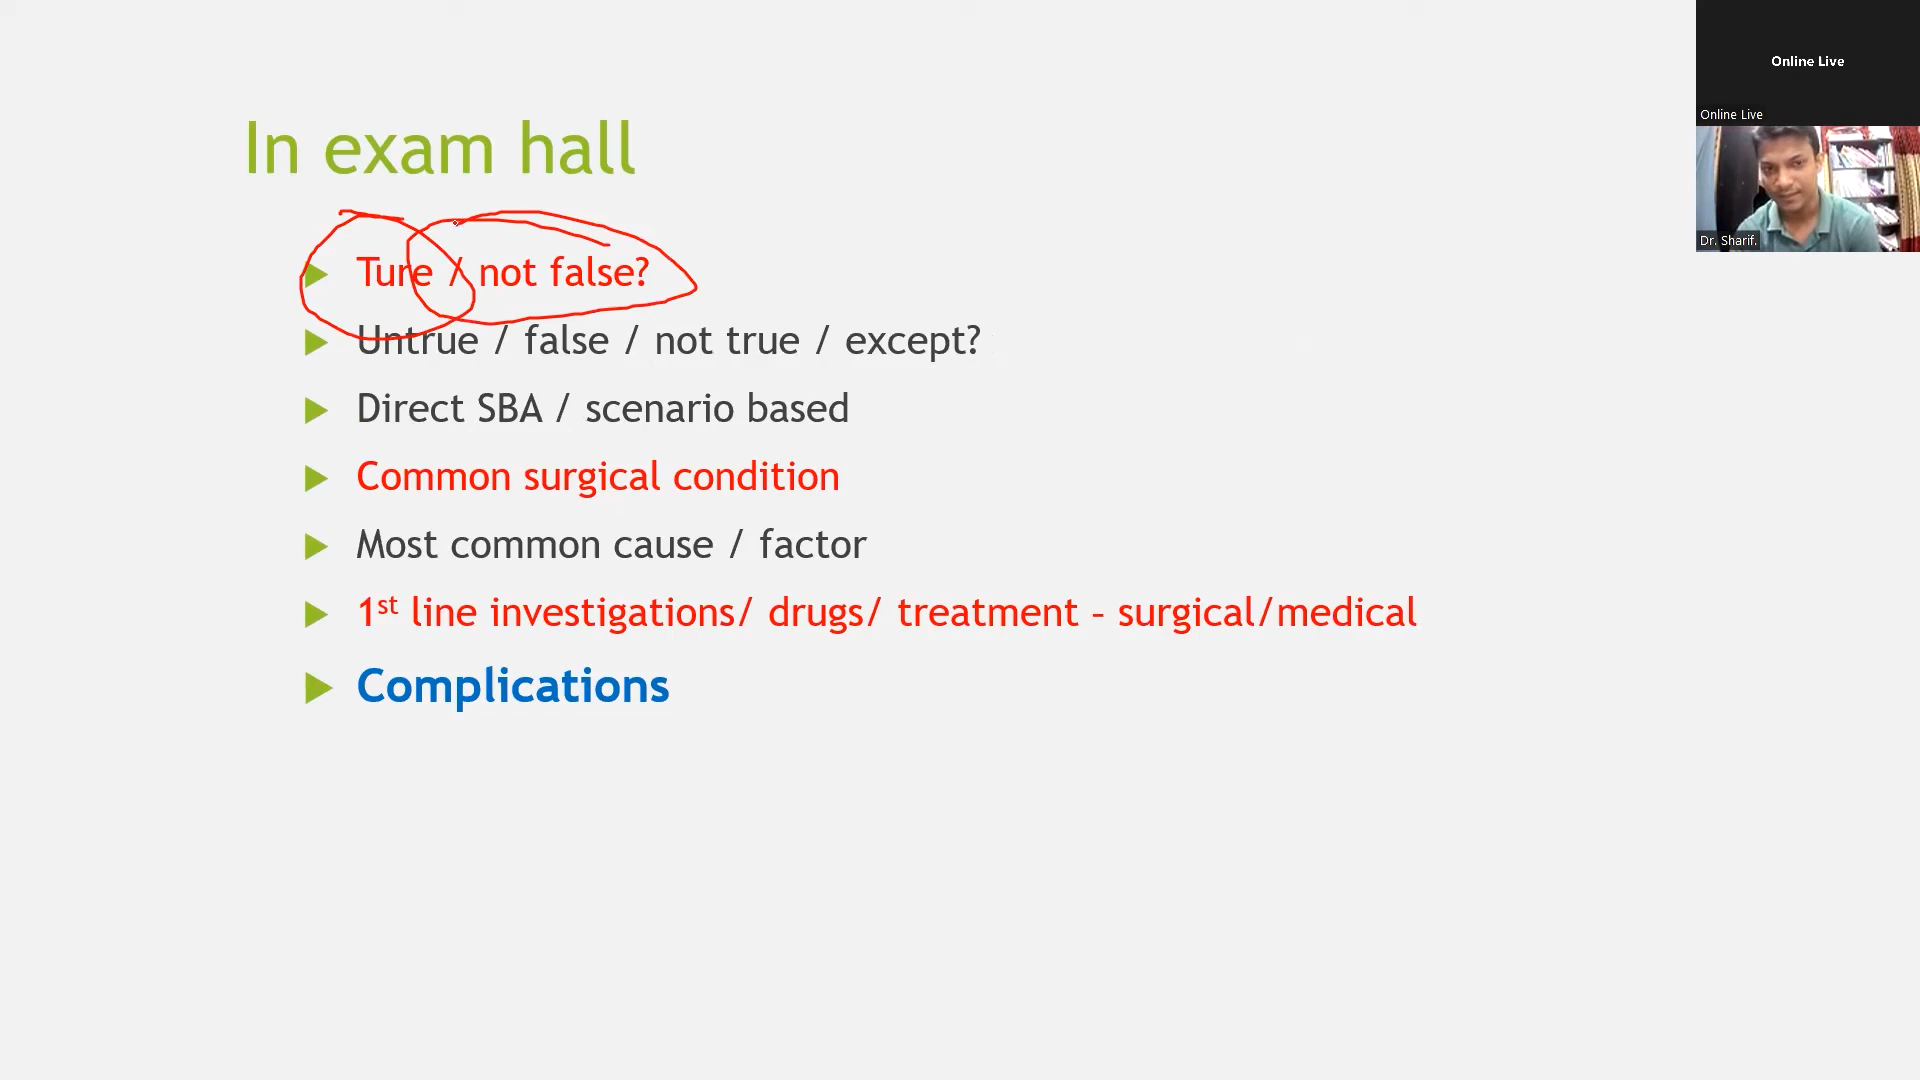 Online Live
Online Live
Dr. Sharif.
In exam hall
Ture / not false?
Untrue / false / not true / except?
Direct SBA / scenario based
Common surgical condition
Most common cause / factor
1st line investigations/ drugs/ treatment – surgical/medical
Complications